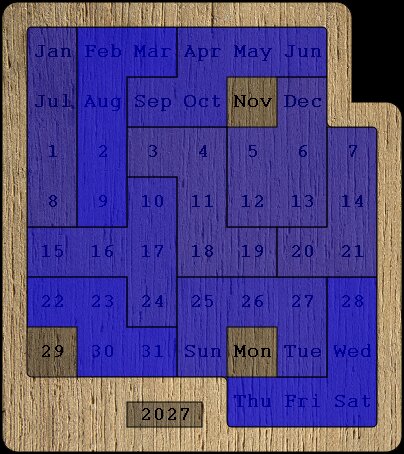 Jan Feb Mar Apr May Jun
Jul Aug Sep Oct Nov Dec
1 2 3 4 5 6 7
8 9 10 11 12 13 14
15 16 17 18 19 20 21
22 23 24 25 26 27 28
29 30 31 Sun Mon Tue Wed
Thu Fri Sat
2027